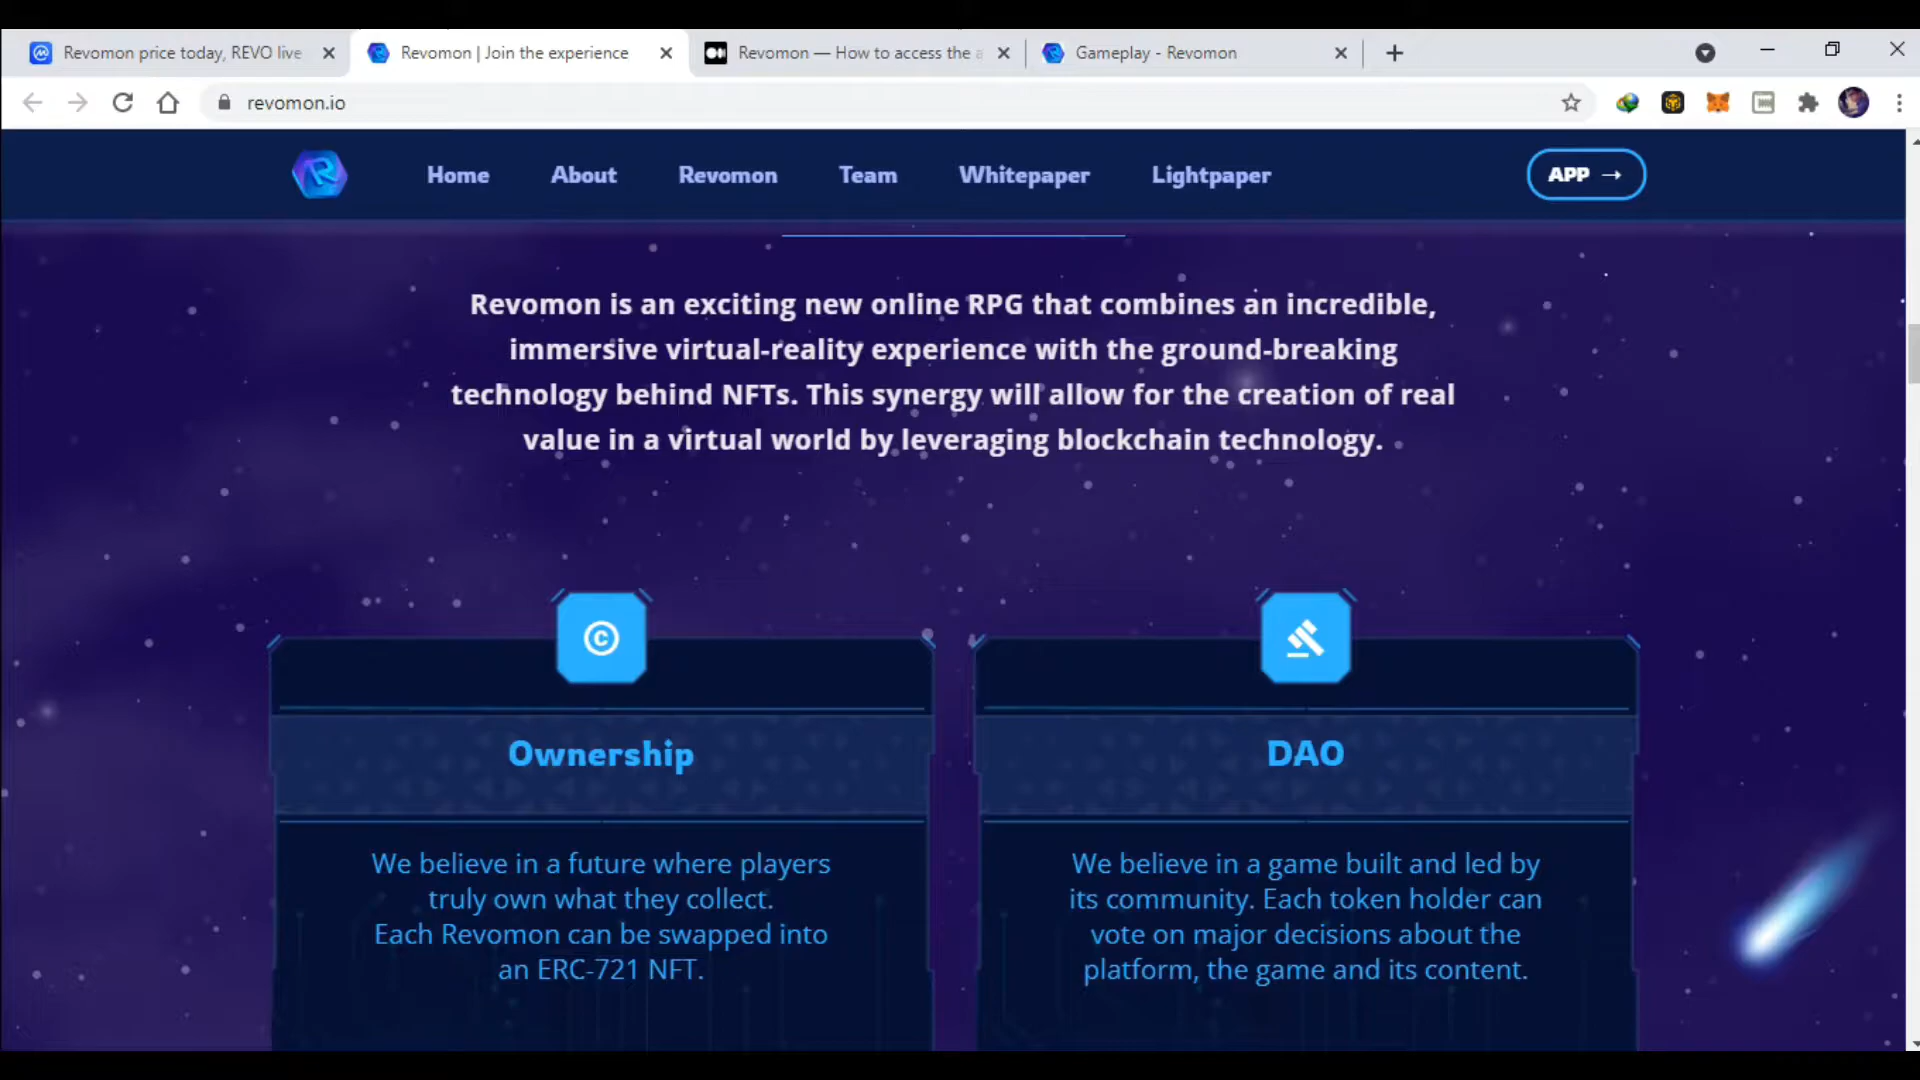 Revomon price today, REVO live
Revomon | Join the experience
Revomon — How to access the a
Gameplay - Revomon
revomon.io
Home
About
Revomon
Team
Whitepaper
Lightpaper
APP →
Revomon is an exciting new online RPG that combines an incredible,
immersive virtual-reality experience with the ground-breaking
technology behind NFTs. This synergy will allow for the creation of real
value in a virtual world by leveraging blockchain technology.
Ownership
We believe in a future where players
truly own what they collect.
Each Revomon can be swapped into
an ERC-721 NFT.
DAO
We believe in a game built and led by
its community. Each token holder can
vote on major decisions about the
platform, the game and its content.